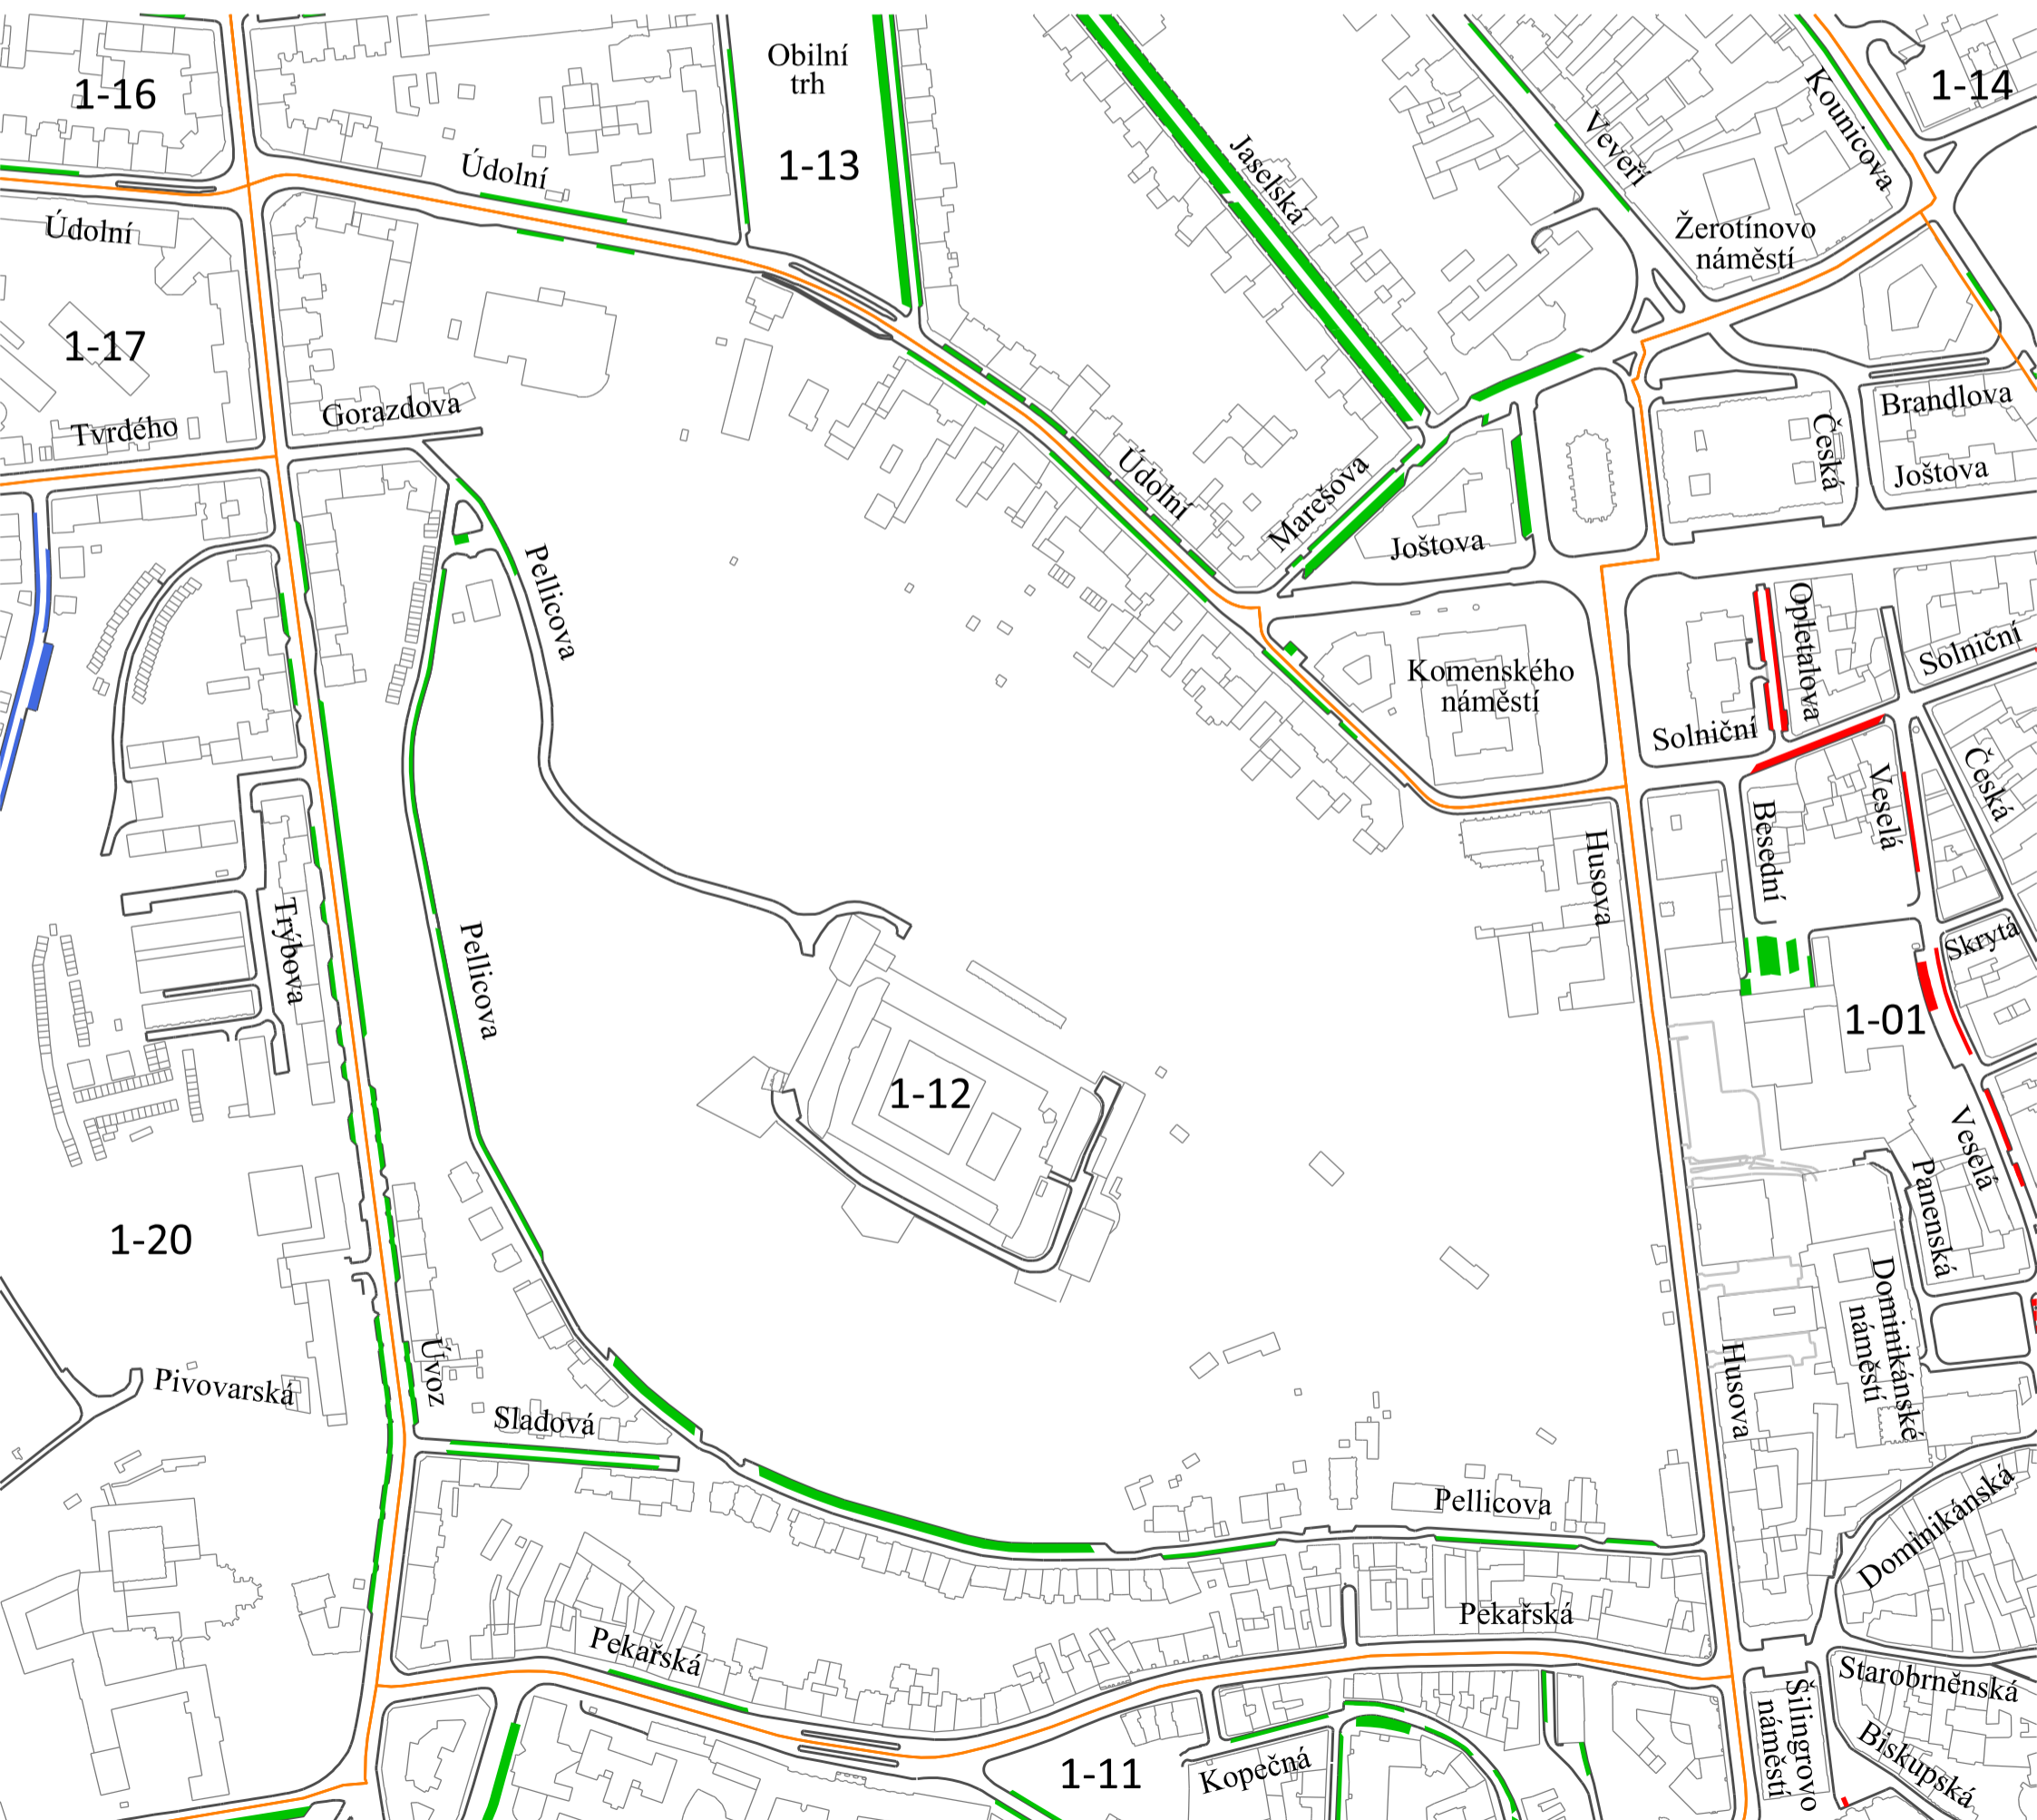 Obilní
trh
1-16
1-14
Kounicova
Veveří
Jaselská
1-13
Údolní
Údolní
Žerotínovo
náměstí
1-17
Gorazdova
Tvrdého
Brandlova
Česká
Joštova
Údolní
Marešova
Joštova
Pellicova
Opletalova
Solniční
Komenského
náměstí
Solniční
Česká
Veselá
Besední
Husova
Trýbova
Pellicova
Skrytá
1-01
1-12
Veselá
Panenská
1-20
Dominikánské
náměstí
Husova
Úvoz
Pivovarská
Sladová
Pellicova
Dominikánská
Pekařská
Pekařská
Starobrněnská
Šilingrovo
náměstí
Biskupská
1-11
Kopečná